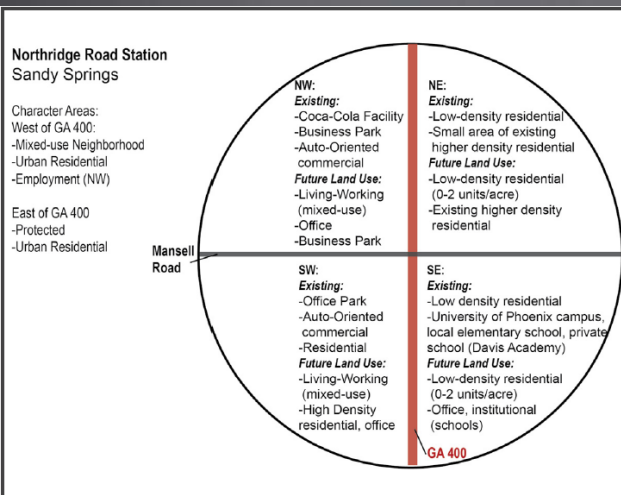 Northridge Road Station
Sandy Springs
Character Areas:
West of GA 400:
-Mixed-use Neighborhood
-Urban Residential
-Employment (NW)
East of GA 400
-Protected
-Urban Residential
Mansell
Road
NW:
Existing:
-Coca-Cola Facility
-Business Park
-Auto-Oriented
commercial
Future Land Use:
-Living-Working
(mixed-use)
-Office
-Business Park
NE:
Existing:
-Low-density residential
-Small area of existing
higher density residential
Future Land Use:
-Low-density residential
(0-2 units/acre)
-Existing higher density
residential
SW:
Existing:
-Office Park
-Auto-Oriented
commercial
-Residential
Future Land Use:
-Living-Working
(mixed-use)
-High Density
residential, office
SE:
Existing:
-Low density residential
-University of Phoenix campus,
local elementary school, private
school (Davis Academy)
Future Land Use:
-Low-density residential
(0-2 units/acre)
-Office, institutional
(schools)
GA 400